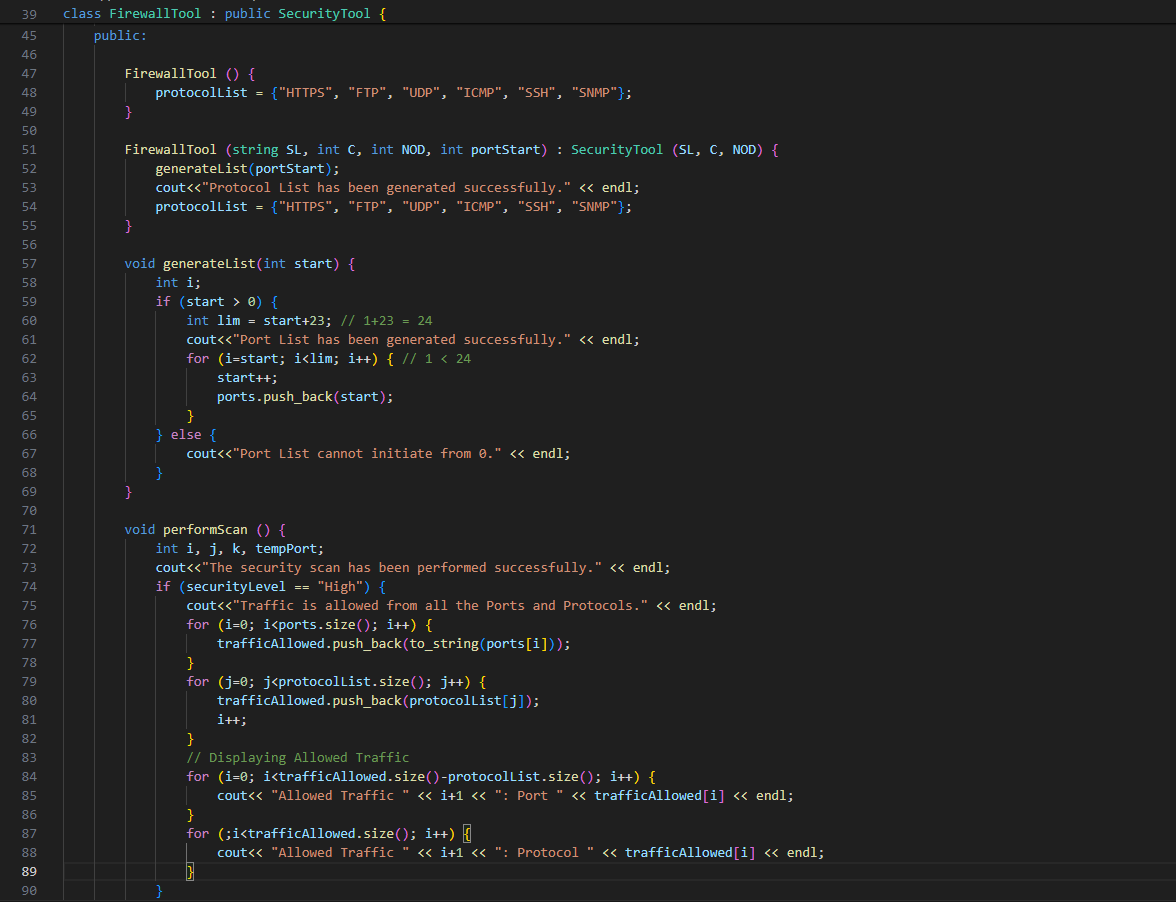 39 class FirewallTool : public SecurityTool {
45 public:
46
47 FirewallTool () {
48 protocolList = {"HTTPS", "FTP", "UDP", "ICMP", "SSH", "SNMP"};
49 }
50
51 FirewallTool (string SL, int C, int NOD, int portStart) : SecurityTool (SL, C, NOD) {
52 generateList(portStart);
53 cout<<"Protocol List has been generated successfully." << endl;
54 protocolList = {"HTTPS", "FTP", "UDP", "ICMP", "SSH", "SNMP"};
55 }
56
57 void generateList(int start) {
58 int i;
59 if (start > 0) {
60 int lim = start+23; // 1+23 = 24
61 cout<<"Port List has been generated successfully." << endl;
62 for (i=start; i<lim; i++) { // 1 < 24
63 start++;
64 ports.push_back(start);
65 }
66 } else {
67 cout<<"Port List cannot initiate from 0." << endl;
68 }
69 }
70
71 void performScan () {
72 int i, j, k, tempPort;
73 cout<<"The security scan has been performed successfully." << endl;
74 if (securityLevel == "High") {
75 cout<<"Traffic is allowed from all the Ports and Protocols." << endl;
76 for (i=0; i<ports.size(); i++) {
77 trafficAllowed.push_back(to_string(ports[i]));
78 }
79 for (j=0; j<protocolList.size(); j++) {
80 trafficAllowed.push_back(protocolList[j]);
81 i++;
82 }
83 // Displaying Allowed Traffic
84 for (i=0; i<trafficAllowed.size()-protocolList.size(); i++) {
85 cout<< "Allowed Traffic " << i+1 << ": Port " << trafficAllowed[i] << endl;
86 }
87 for (;i<trafficAllowed.size(); i++) {
88 cout<< "Allowed Traffic " << i+1 << ": Protocol " << trafficAllowed[i] << endl;
89 }
90 }